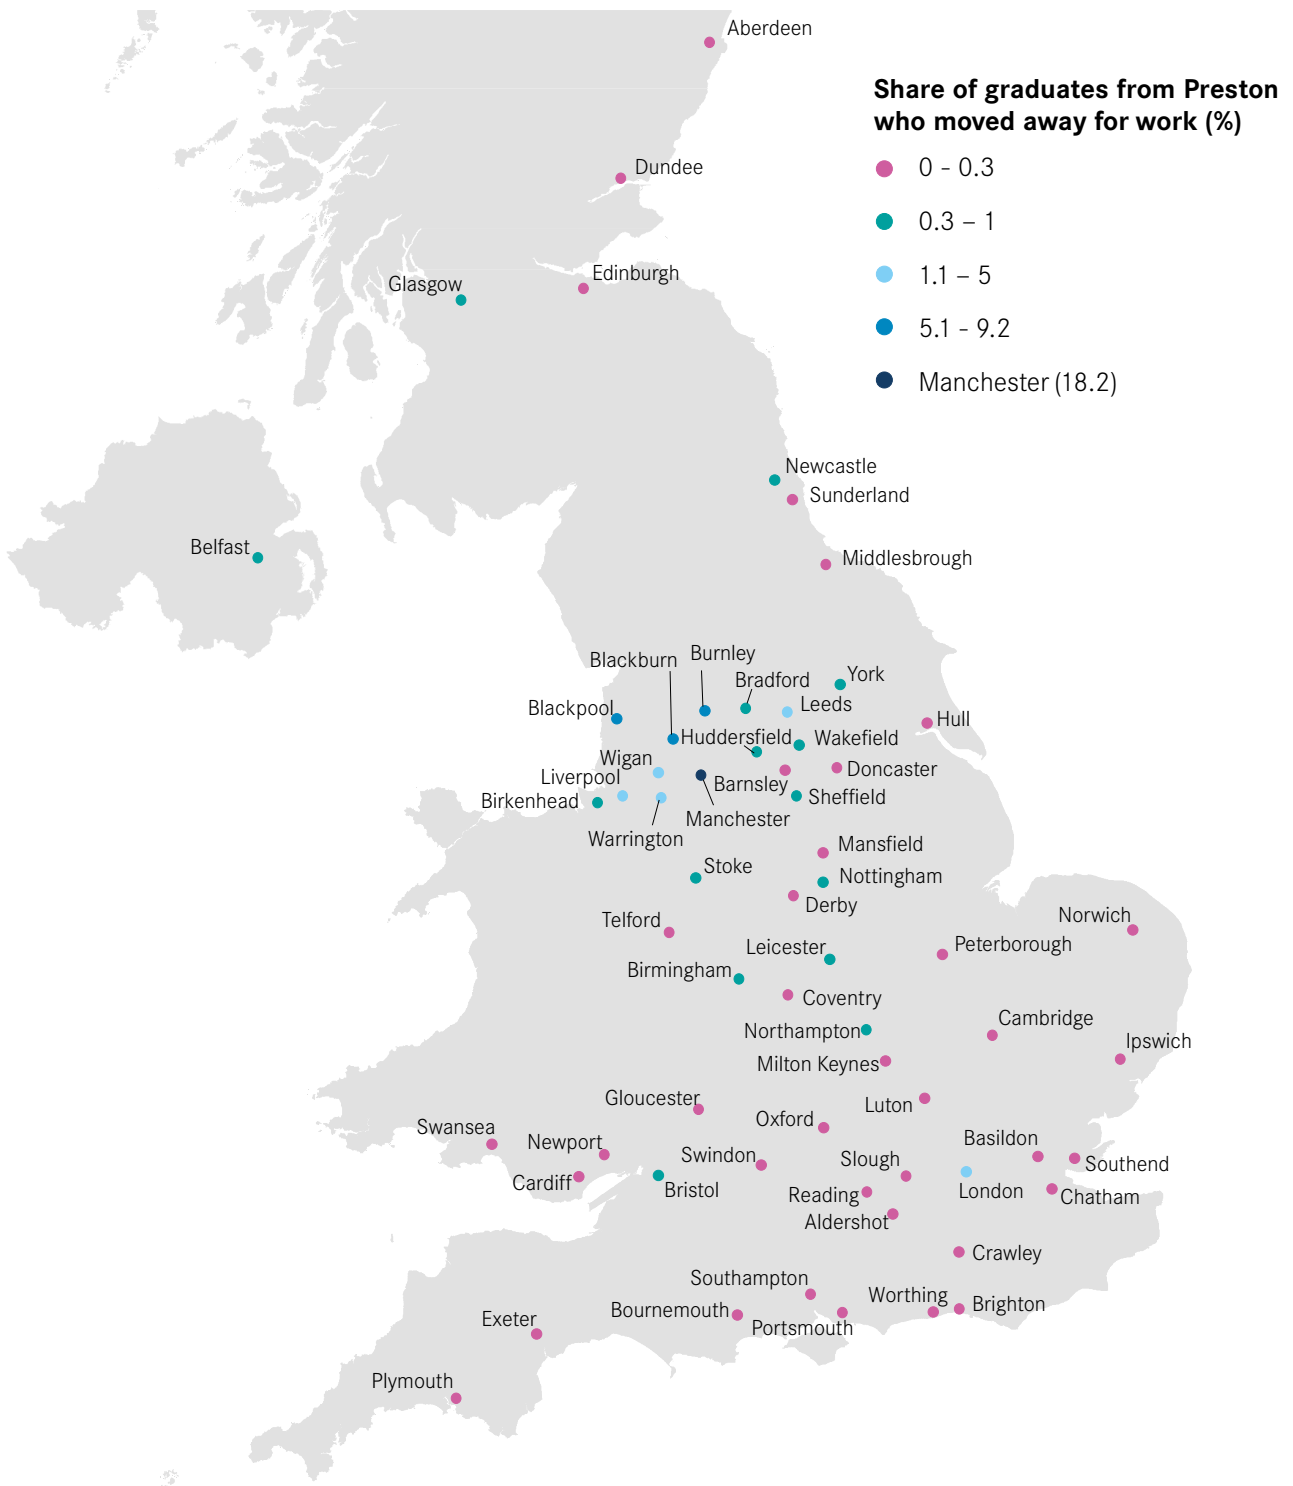 Aberdeen
Share of graduates from Preston
who moved away for work (%)
0 - 0.3
0.3 – 1
1.1 – 5
5.1 - 9.2
Manchester (18.2)
Dundee
Edinburgh
Glasgow
Newcastle
Sunderland
Belfast
Middlesbrough
Burnley
Blackburn
Bradford
York
Blackpool
Leeds
Hull
Huddersfield
Wakefield
Wigan
Liverpool
Barnsley
Doncaster
Birkenhead
Sheffield
Manchester
Warrington
Mansfield
Stoke
Nottingham
Derby
Telford
Norwich
Leicester
Peterborough
Birmingham
Coventry
Cambridge
Northampton
Ipswich
Milton Keynes
Gloucester
Luton
Oxford
Swansea
Newport
Basildon
Swindon
Slough
Southend
Cardiff
Bristol
Reading
London
Chatham
Aldershot
Crawley
Southampton
Worthing
Brighton
Bournemouth
Exeter
Portsmouth
Plymouth